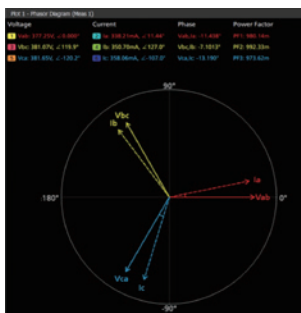 Plot 1 - Phasor Diagram (Meas 1)
Voltage Current Phase Power Factor
1 Vab: 377.25V ∠ 0.000° Ia: 338.21mA ∠ 11.44° Vab,Ia: -11.438° PF1: 980.14m
Vbc: 381.07V, ∠ 119.9° Ib: 350.70mA ∠ 127.0° Vbc,Ib: -7.1013° PF2: 992.33m
Vca: 381.65V, ∠ -120.2° Ic: 358.06mA ∠ -107.0° Vca,Ic: -13.190° PF3: 973.62m
90°
Vbc
Ib
Ia
180°
Vab
0°
Vca
Ic
-90°